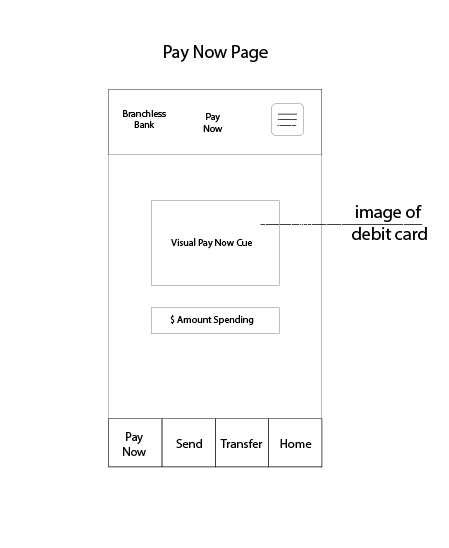 Pay Now Page
Branchless
Bank
Pay
Now
image of
debit card
Visual Pay Now Cue
$ Amount Spending
Pay
Now
Send
Transfer
Home